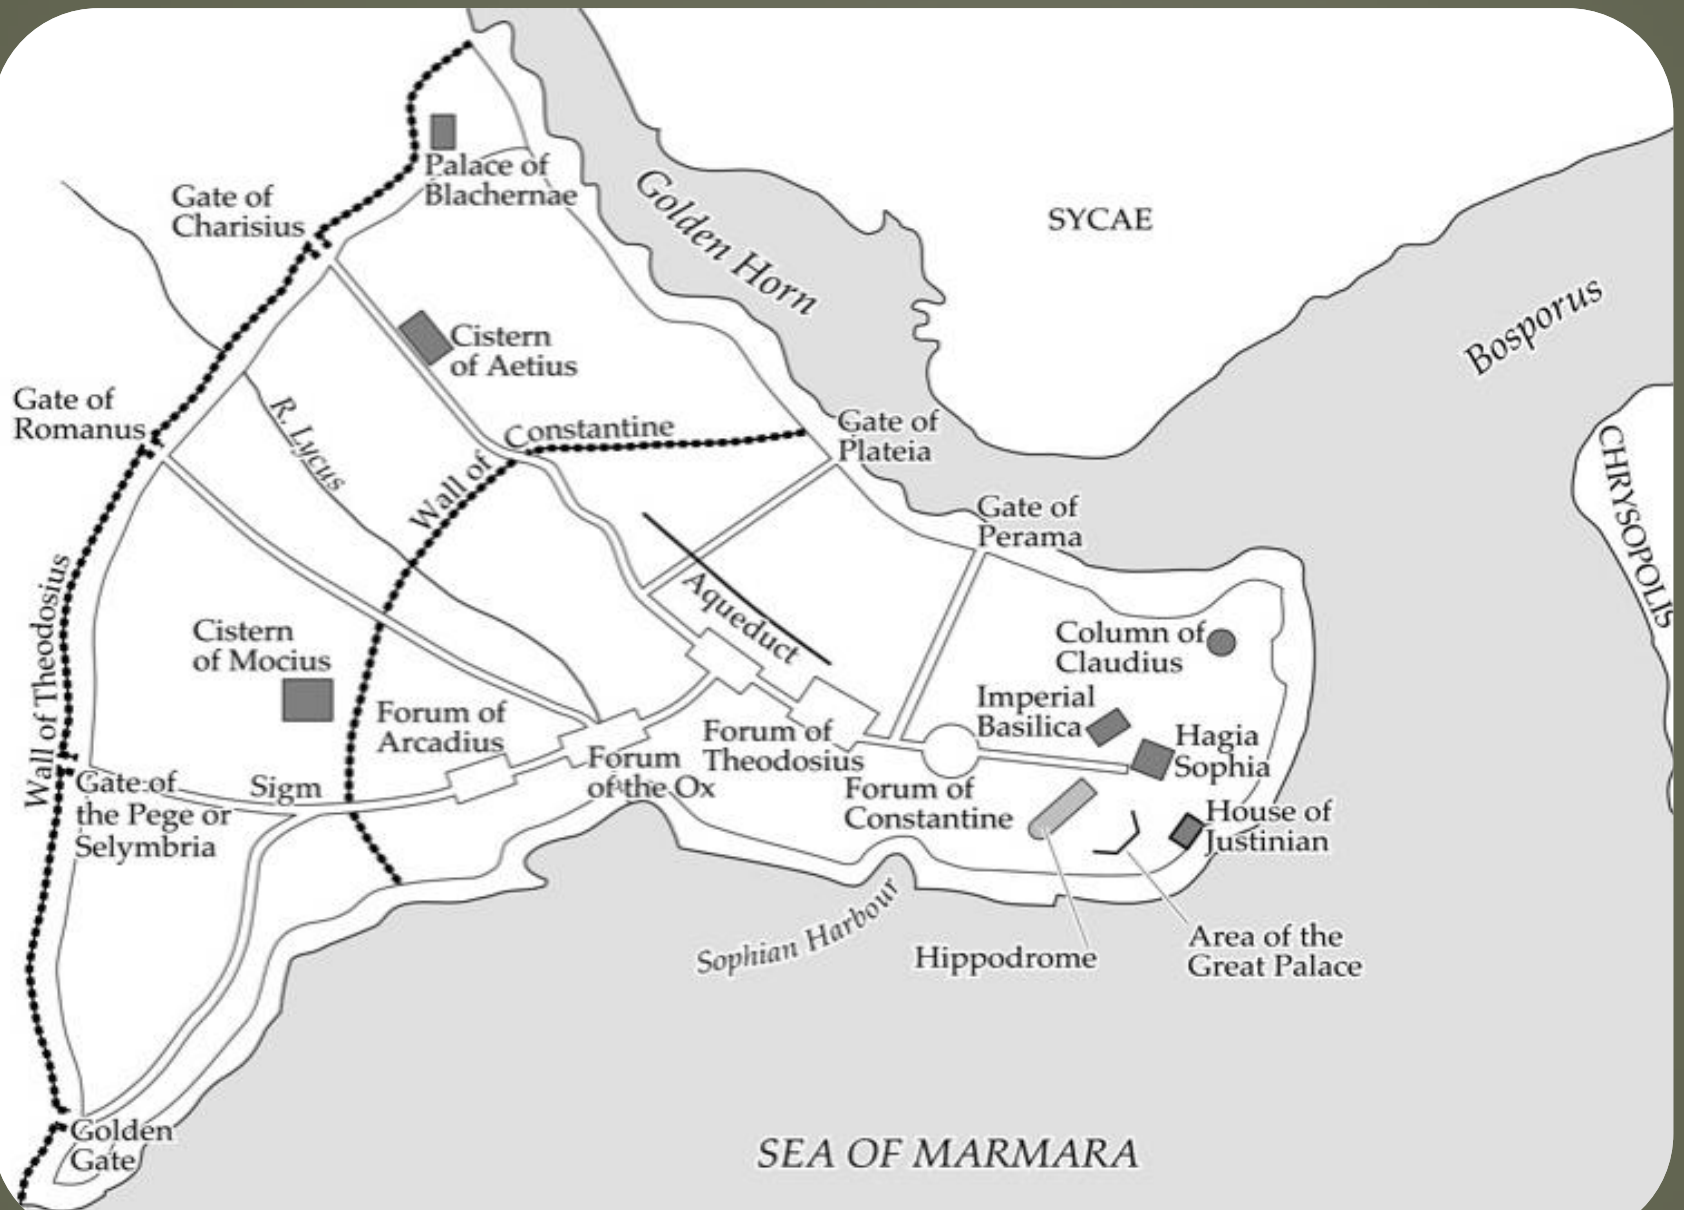 Palace of
Blachernae
Gate of
Charisius
Golden Horn
SYCAE
Bosporus
Cistern
of Aetius
Gate of
Romanus
R. Lycus
Wall of
Constantine
Gate of
Plateia
CHRYSOPOLIS
Gate of
Perama
Wall of Theodosius
Aqueduct
Cistern
of Mocius
Column of
Claudius
Imperial
Basilica
Forum of
Arcadius
Forum of
Theodosius
Hagia
Sophia
Forum
of the Ox
Gate of
the Pege or
Selymbria
Sigm
Forum of
Constantine
House of
Justinian
Sophian Harbour
Hippodrome
Area of the
Great Palace
Golden
Gate
SEA OF MARMARA